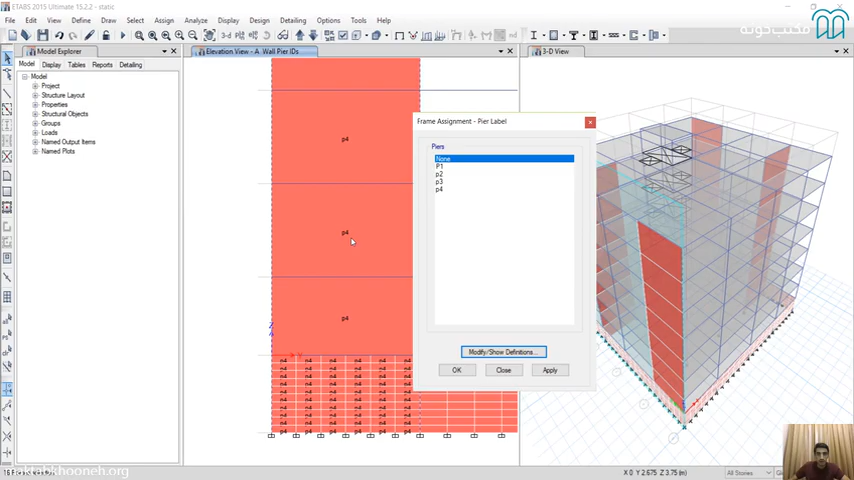 ETABS 2015 Ultimate 15.2.2 - static
File Edit View Define Draw Select Assign Analyze Display Design Detailing Options Tools Help
3-D
مکتب‌خونه
Model Explorer
Elevation View - A Wall Pier IDs
3-D View
Model Display Tables Reports Detailing
Model
Project
Structure Layout
Properties
Structural Objects
Groups
Loads
Named Output Items
Named Plots
p4
p4
p4
Frame Assignment - Pier Label
Piers
None
P1
p2
p3
p4
Modify/Show Definitions...
OK Close Apply
maktabkhooneh.org
X 0 Y 2.675 Z 3.75 (m)
All Stories